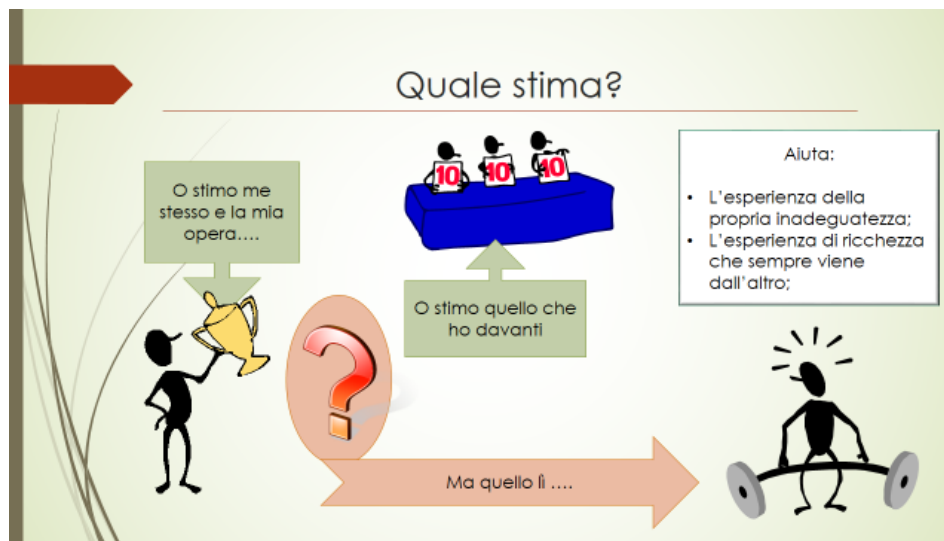 Quale stima?
O stimo me
stesso e la mia
opera....
10
10
10
O stimo quello che
ho davanti
Aiuta:
• L'esperienza della
propria inadeguatezza;
• L'esperienza di ricchezza
che sempre viene
dall'altro;
?
Ma quello lì ....